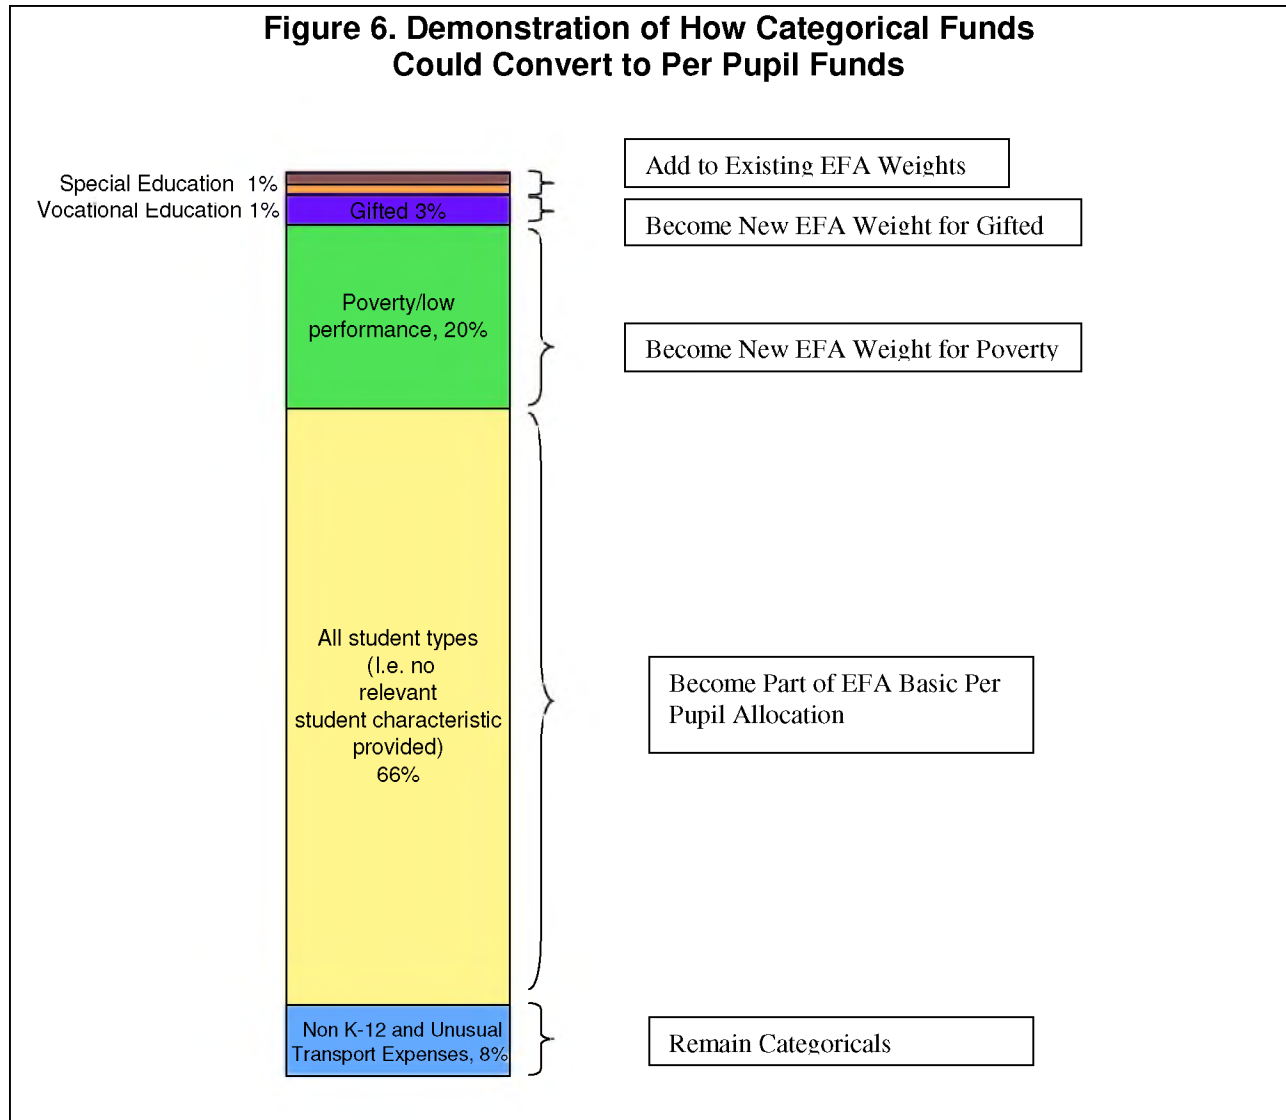 Figure 6. Demonstration of How Categorical Funds
Could Convert to Per Pupil Funds
Add to Existing EFA Weights
Special Education 1%
Vocational Education 1%
Gifted 3%
Become New EFA Weight for Gifted
Poverty/low
performance, 20%
Become New EFA Weight for Poverty
All student types
(I.e. no
relevant
student characteristic
provided)
66%
Become Part of EFA Basic Per
Pupil Allocation
Non K-12 and Unusual
Transport Expenses, 8%
Remain Categoricals